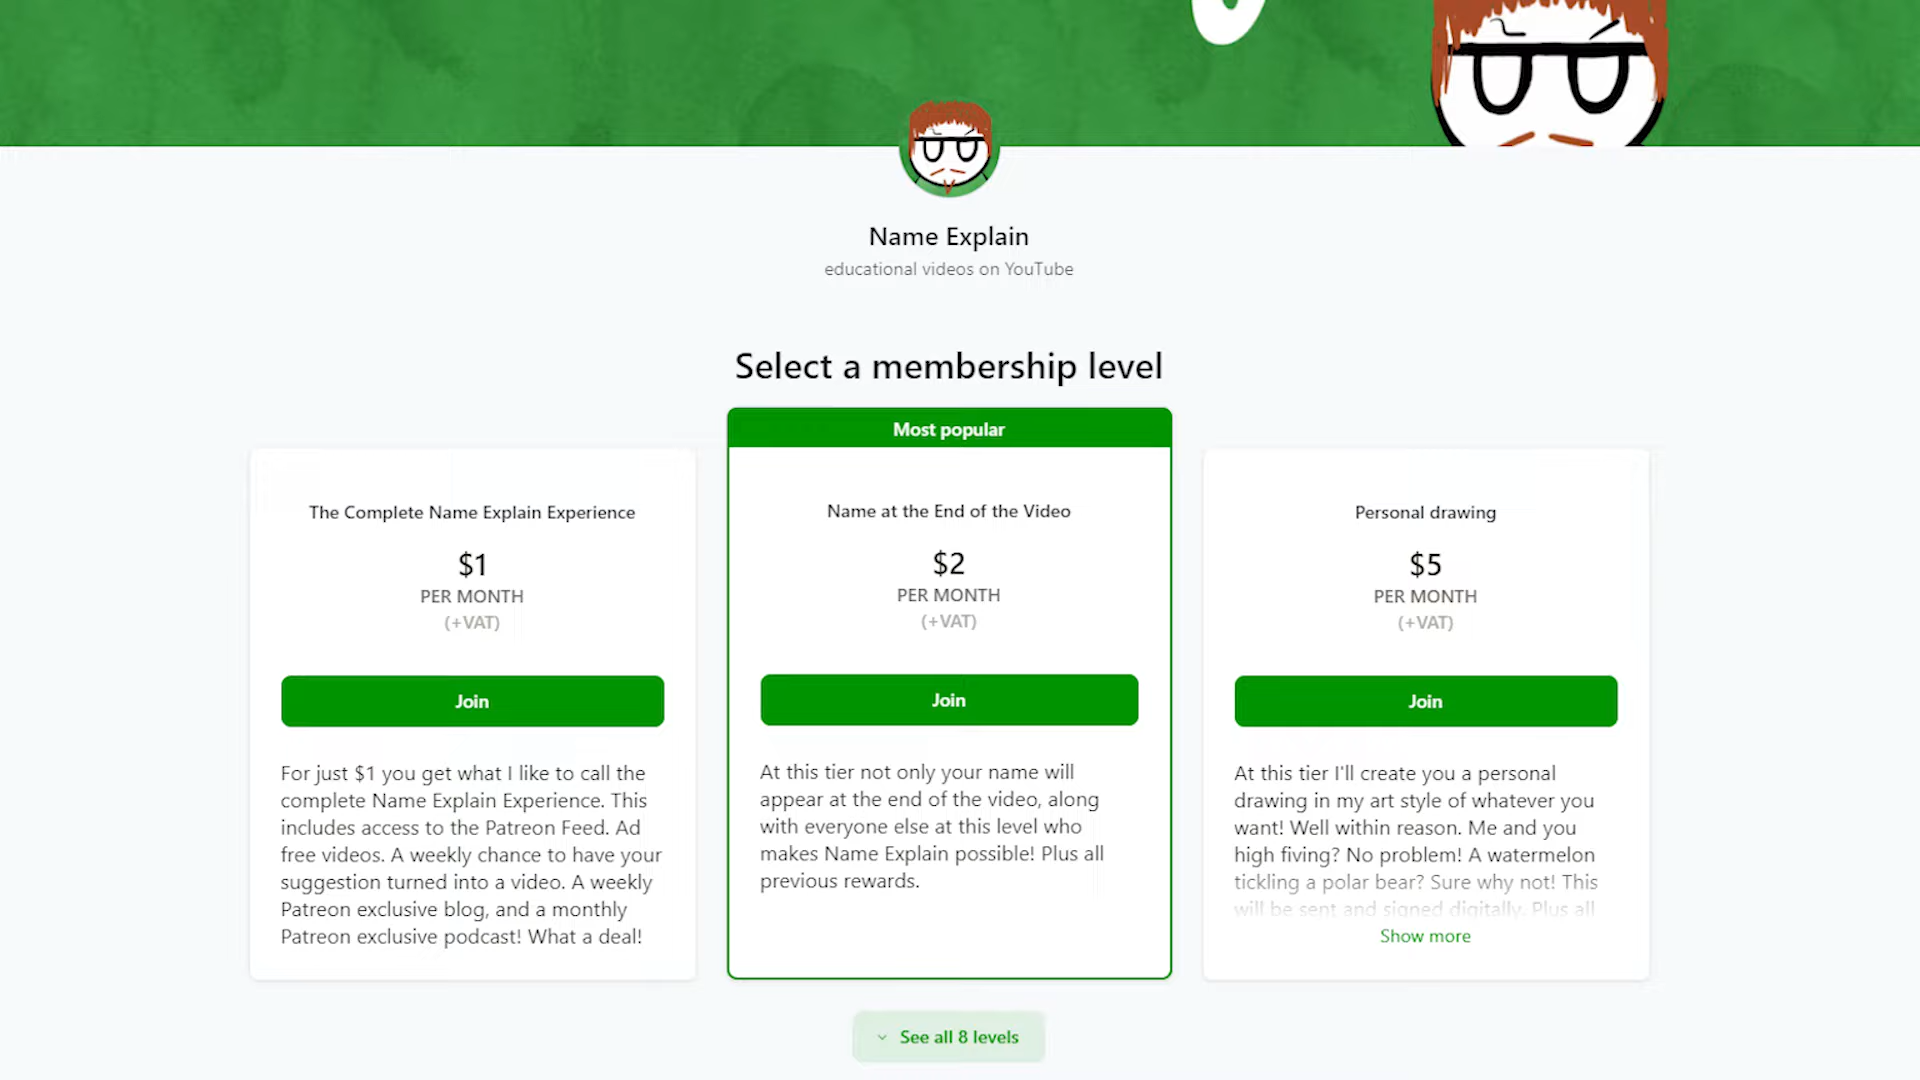 Name Explain
educational videos on YouTube
Select a membership level
Most popular
The Complete Name Explain Experience
$1
PER MONTH
(+VAT)
Join
For just $1 you get what I like to call the
complete Name Explain Experience. This
includes access to the Patreon Feed. Ad
free videos. A weekly chance to have your
suggestion turned into a video. A weekly
Patreon exclusive blog, and a monthly
Patreon exclusive podcast! What a deal!
Name at the End of the Video
$2
PER MONTH
(+VAT)
Join
At this tier not only your name will
appear at the end of the video, along
with everyone else at this level who
makes Name Explain possible! Plus all
previous rewards.
Personal drawing
$5
PER MONTH
(+VAT)
Join
At this tier I'll create you a personal
drawing in my art style of whatever you
want! Well within reason. Me and you
high fiving? No problem! A watermelon
tickling a polar bear? Sure why not! This
will be sent and signed digitally. Plus all
Show more
See all 8 levels